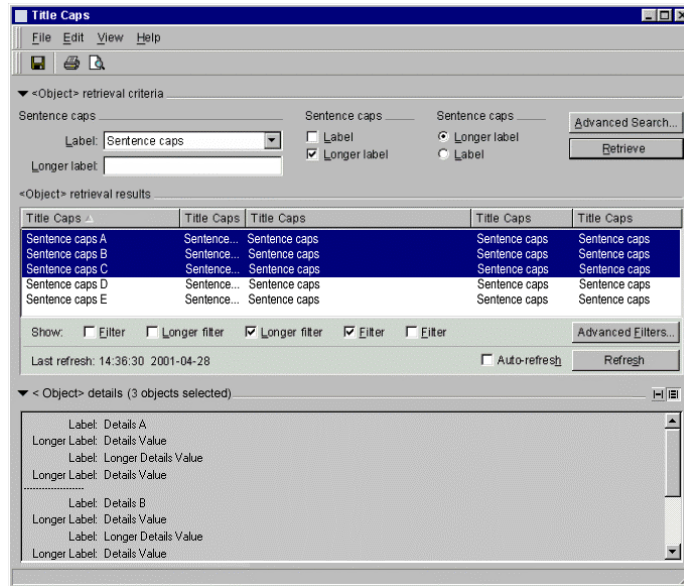 Title Caps
File Edit View Help
<Object> retrieval criteria
Sentence caps Sentence caps Sentence caps Advanced Search...
Label: Sentence caps Label Longer label Retrieve
Longer label: Longer label Label
<Object> retrieval results
Title Caps Title Caps Title Caps Title Caps Title Caps
Sentence caps A Sentence... Sentence caps Sentence caps Sentence caps
Sentence caps B Sentence... Sentence caps Sentence caps Sentence caps
Sentence caps C Sentence... Sentence caps Sentence caps Sentence caps
Sentence caps D Sentence... Sentence caps Sentence caps Sentence caps
Sentence caps E Sentence... Sentence caps Sentence caps Sentence caps
Show: Filter Longer filter Longer filter Filter Filter Advanced Filters...
Last refresh: 14:36:30 2001-04-28 Auto-refresh Refresh
< Object> details (3 objects selected)
Label: Details A
Longer Label: Details Value
Label: Longer Details Value
Longer Label: Details Value
--------------------
Label: Details B
Longer Label: Details Value
Label: Longer Details Value
Longer Label: Details Value